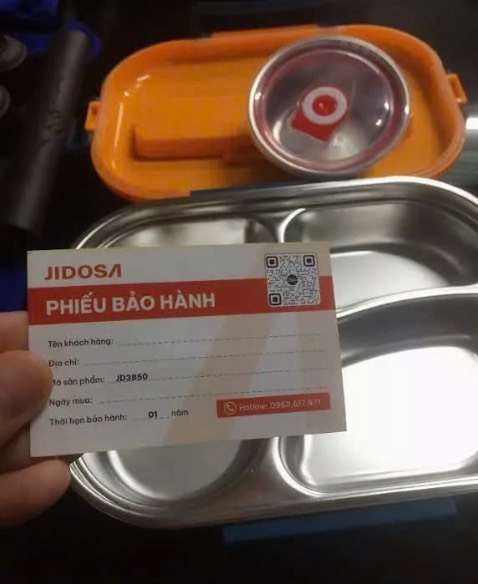 JIDOSA
PHIẾU BẢO HÀNH
Tên khách hàng:
Địa chỉ:
Mã sản phẩm: JD3850
Ngày mua:
Thời hạn bảo hành: 01 năm
Hotline: 0963.617.971